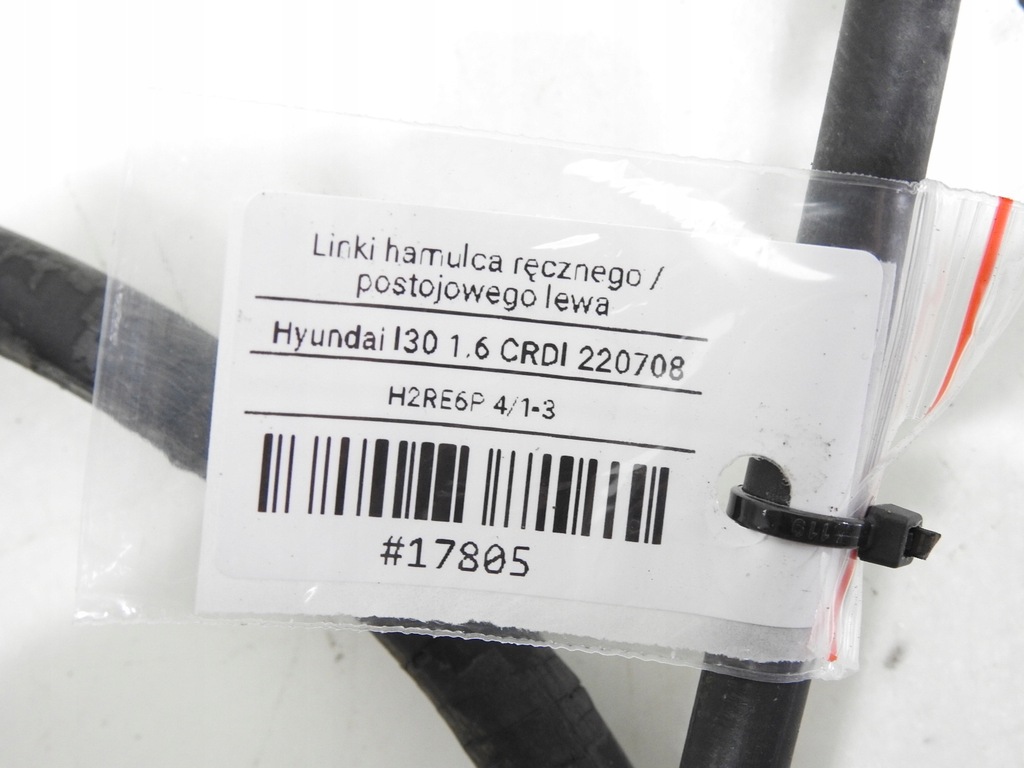 Linki hamulca ręcznego /
postojowego lewa
Hyundai I30 1.6 CRDI 220708
H2RE6P 4/1-3
#17805